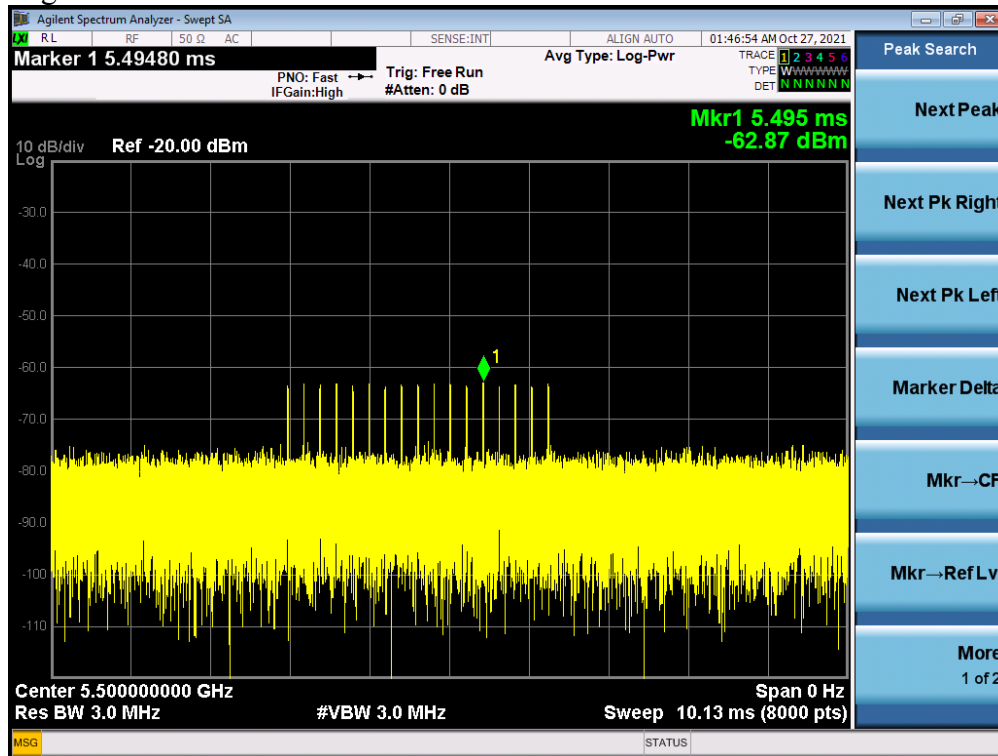 Agilent Spectrum Analyzer - Swept SA
LXI RL RF 50 Ω AC SENSE:INT ALIGN AUTO 01:46:54 AM Oct 27, 2021
Marker 1 5.49480 ms
PNO: Fast
IFGain:High
Trig: Free Run
#Atten: 0 dB
Avg Type: Log-Pwr
TRACE 1 2 3 4 5 6
TYPE WWWWWW
DET N N N N N N
Mkr1 5.495 ms
-62.87 dBm
10 dB/div Ref -20.00 dBm
Log
-30.0
-40.0
-50.0
-60.0
1
-70.0
-80.0
-90.0
-100
-110
Center 5.500000000 GHz Span 0 Hz
Res BW 3.0 MHz #VBW 3.0 MHz Sweep 10.13 ms (8000 pts)
MSG STATUS
Peak Search
Next Peak
Next Pk Right
Next Pk Left
Marker Delta
Mkr→CF
Mkr→Ref Lv
More
1 of 2